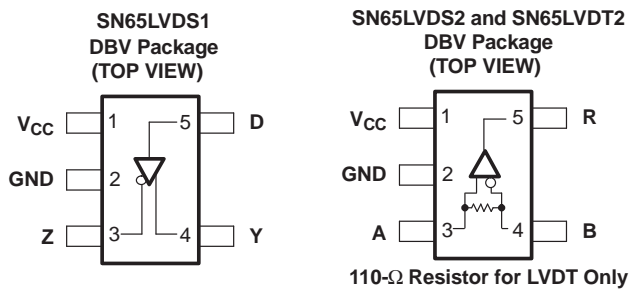 SN65LVDS1
DBV Package
(TOP VIEW)
VCC 1 5 D
GND 2
Z 3 4 Y
SN65LVDS2 and SN65LVDT2
DBV Package
(TOP VIEW)
VCC 1 5 R
GND 2
A 3 4 B
110-Ω Resistor for LVDT Only